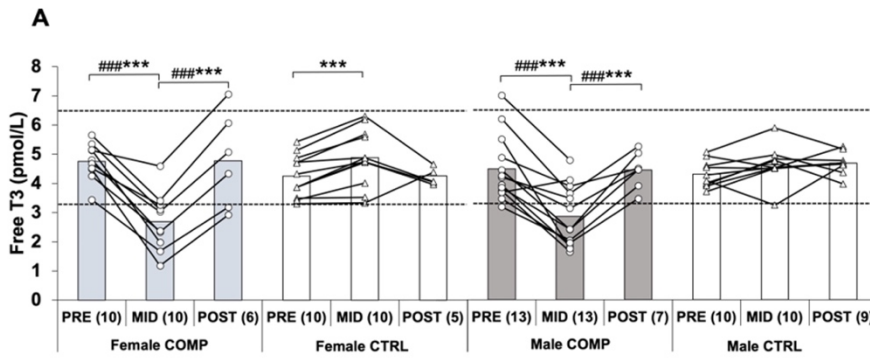 A
###*** ###*** *** ###*** ###***
Free T3 (pmol/L)
8
7
6
5
4
3
2
1
0
PRE (10) MID (10) POST (6) PRE (10) MID (10) POST (5) PRE (13) MID (13) POST (7) PRE (10) MID (10) POST (9)
Female COMP Female CTRL Male COMP Male CTRL